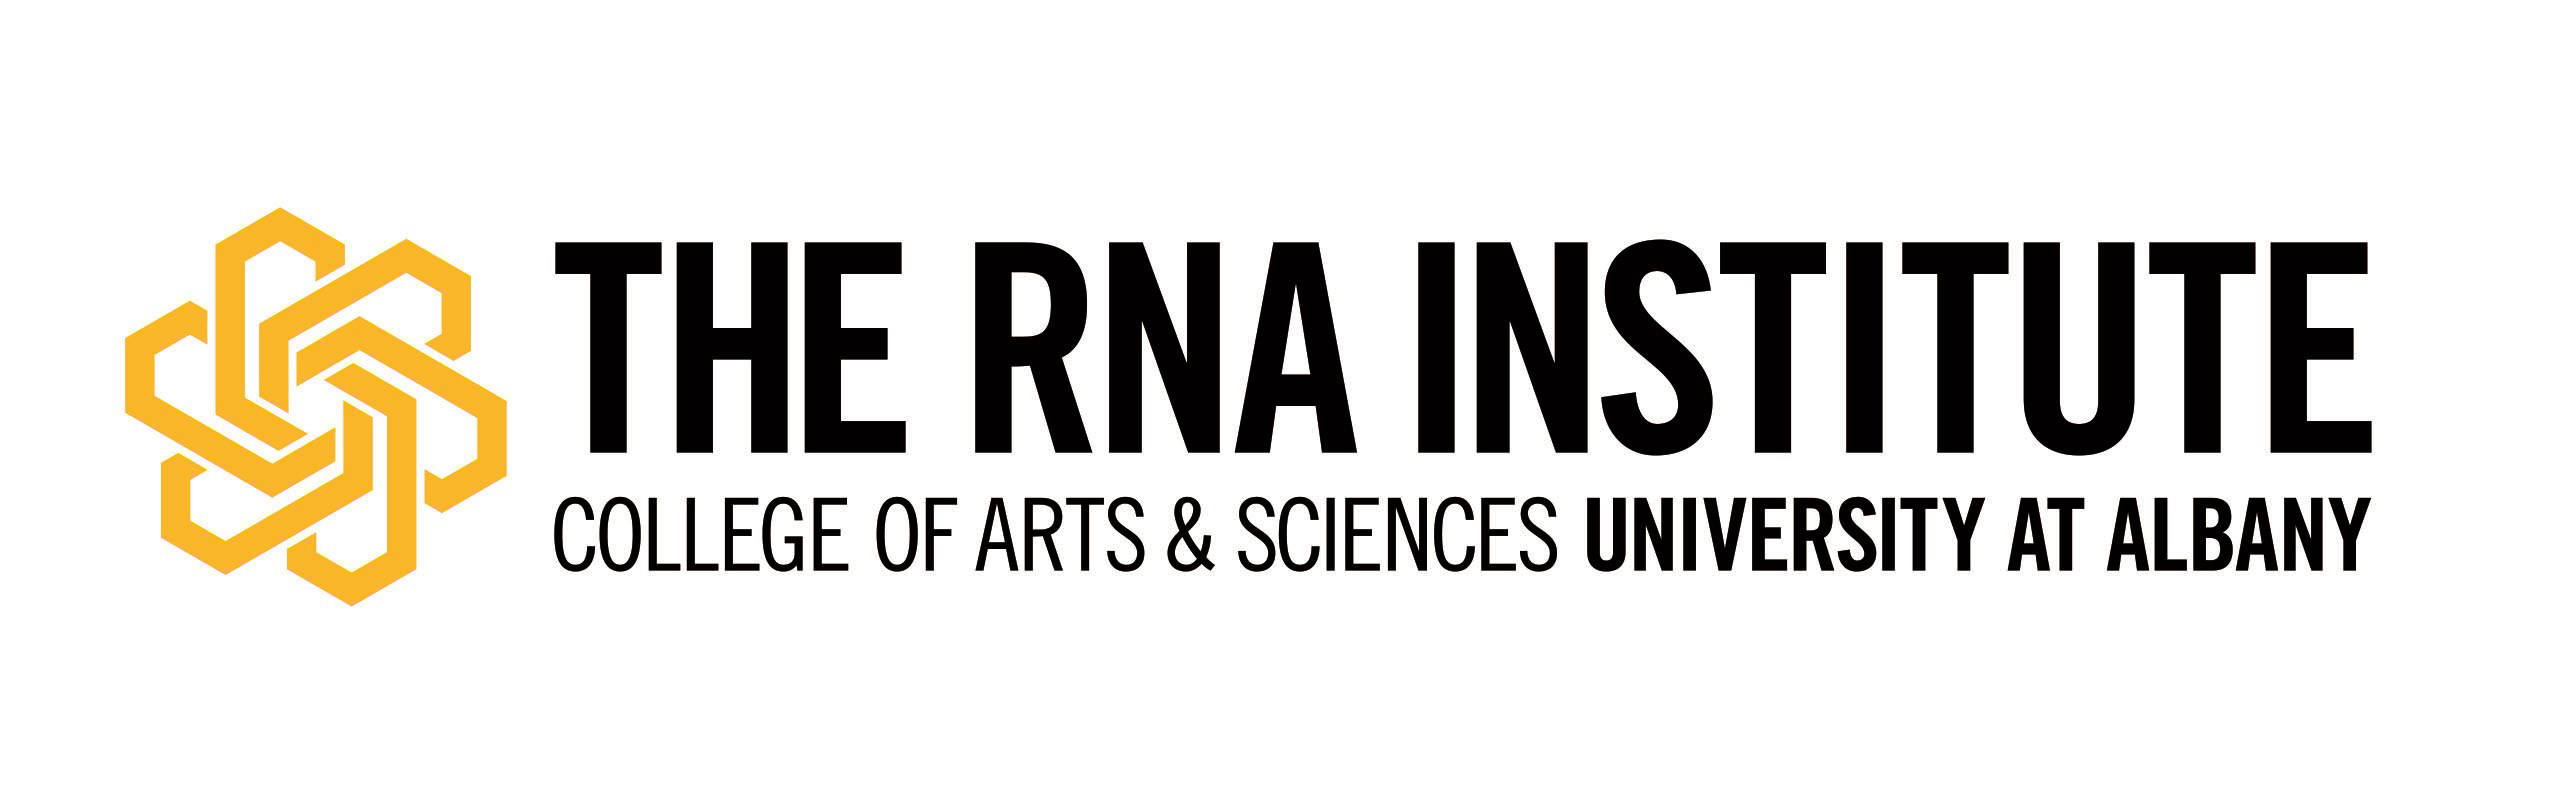 THE RNA INSTITUTE
COLLEGE OF ARTS & SCIENCES UNIVERSITY AT ALBANY